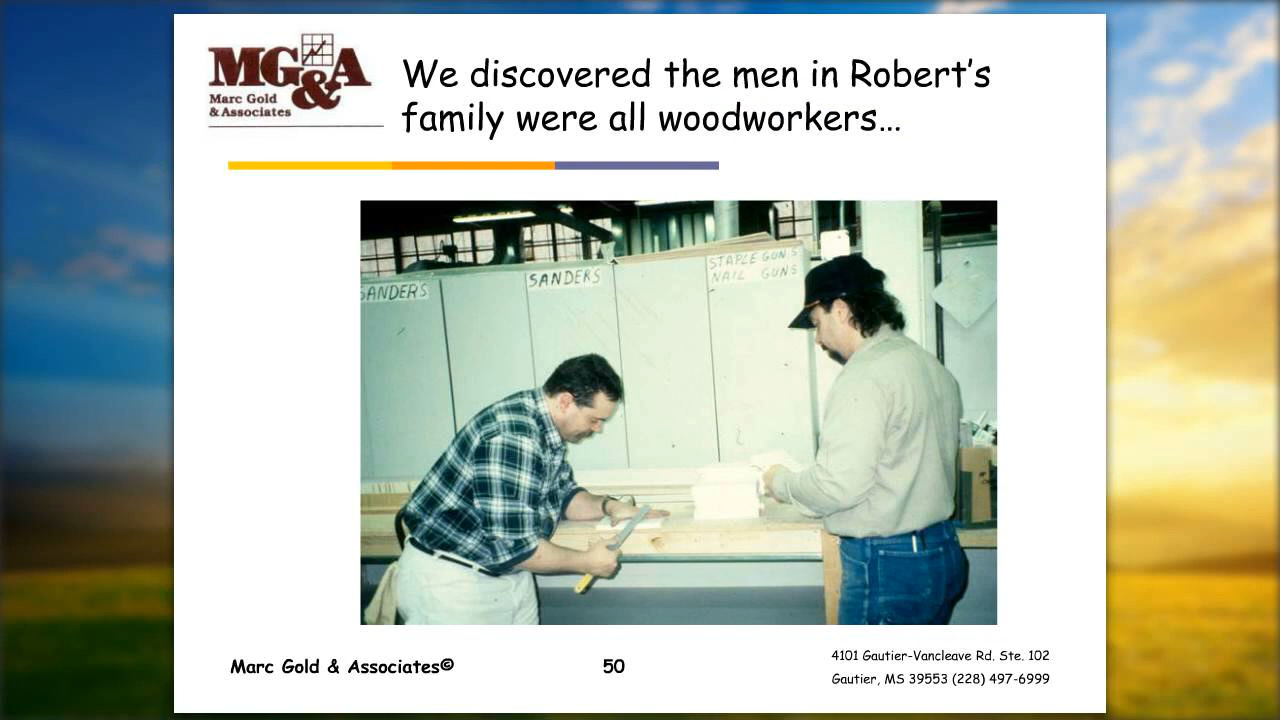 MG&A
Marc Gold
& Associates
We discovered the men in Robert’s
family were all woodworkers…
SANDERS
SANDERS
STAPLE GUNS
NAIL GUNS
Marc Gold & Associates©
50
4101 Gautier-Vancleave Rd. Ste. 102
Gautier, MS 39553 (228) 497-6999